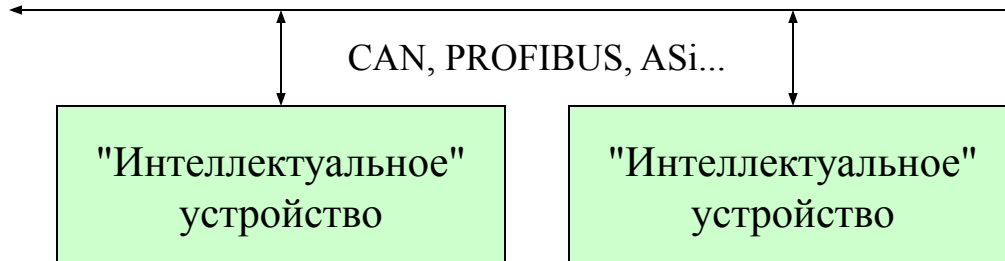 CAN, PROFIBUS, ASi...
"Интеллектуальное"
устройство
"Интеллектуальное"
устройство